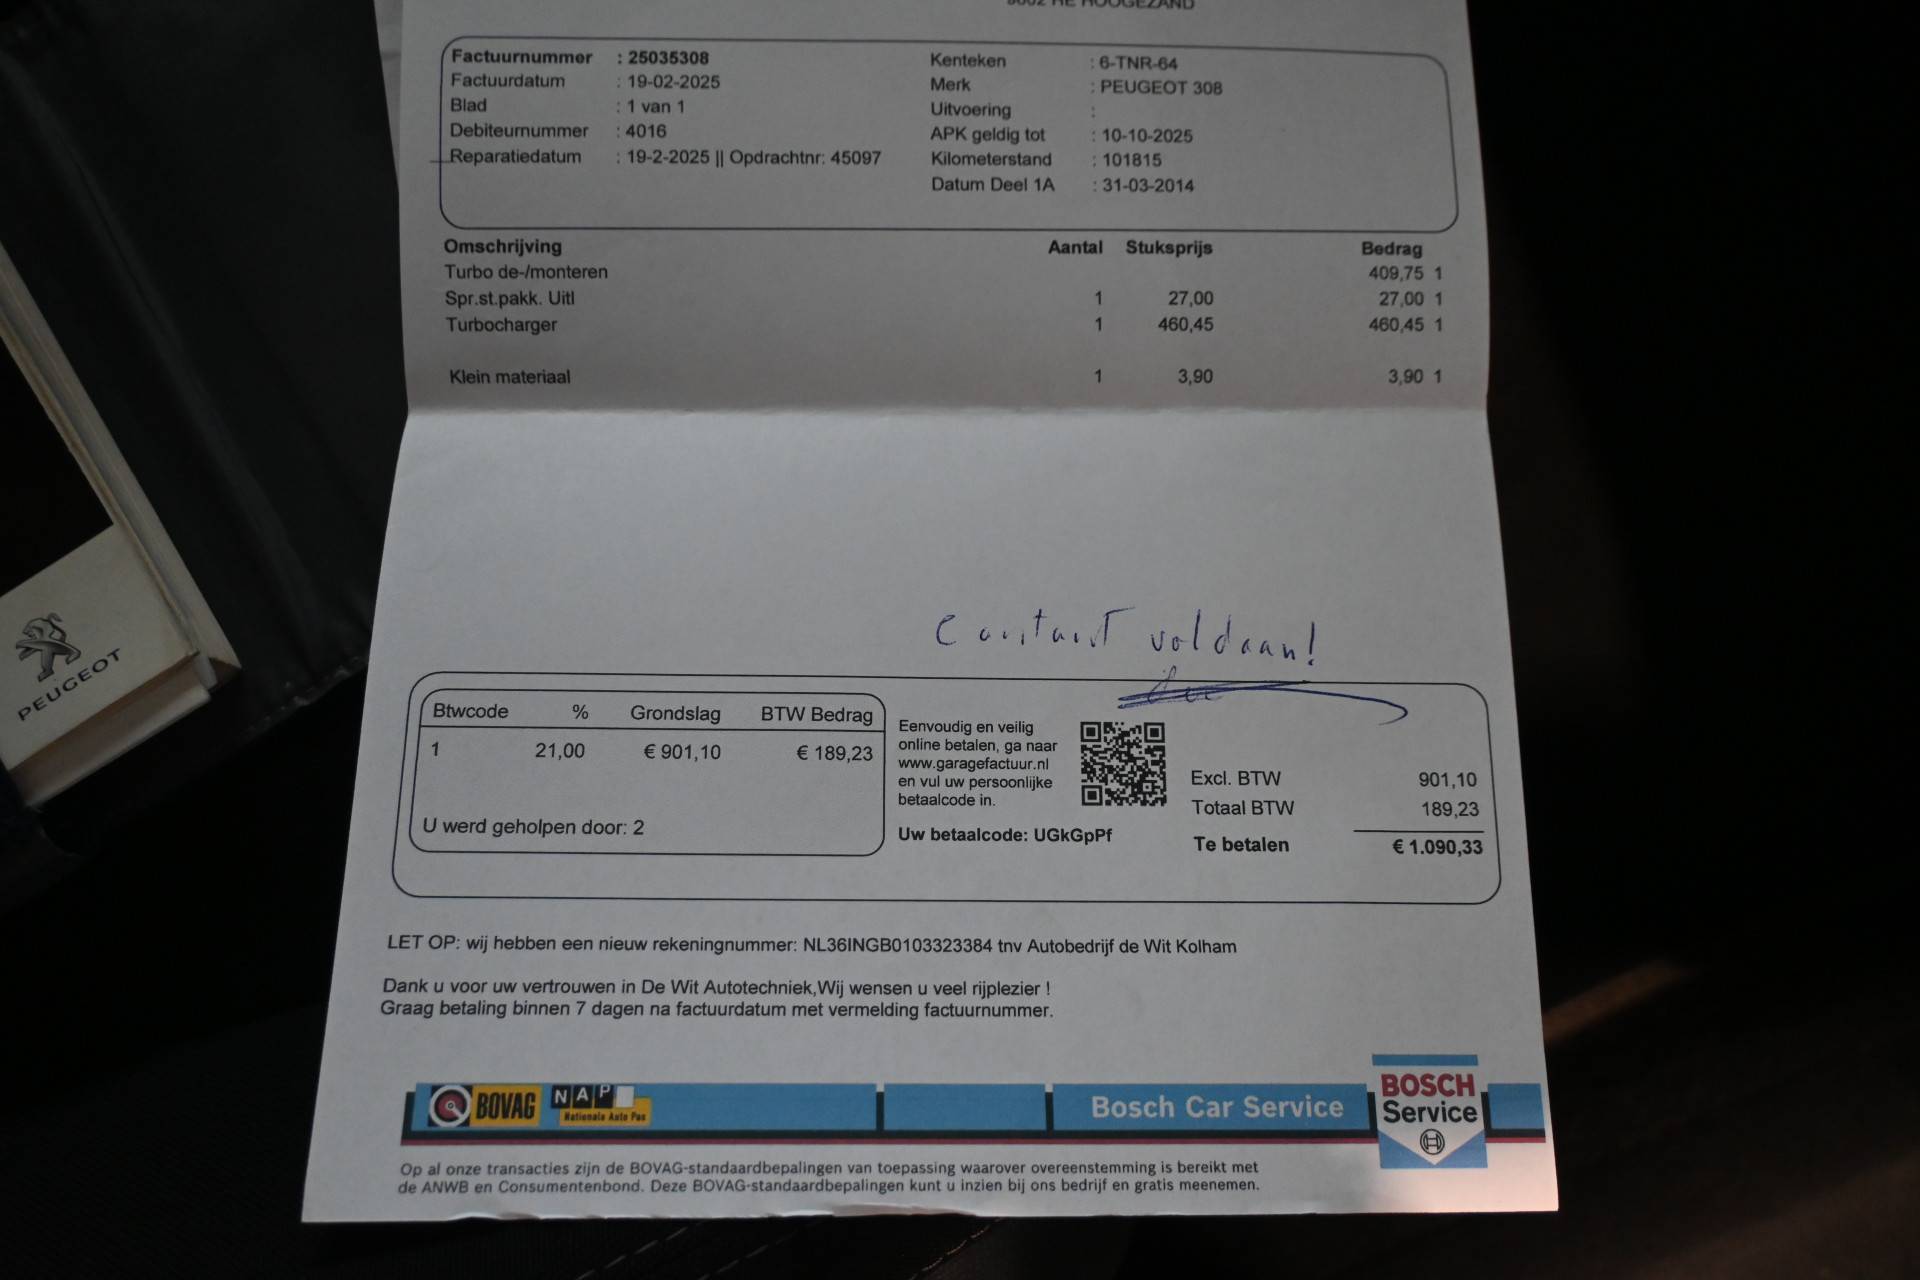 9602 HE HOOGEZAND
Factuurnummer : 25035308
Factuurdatum : 19-02-2025
Blad : 1 van 1
Debiteurnummer : 4016
Reparatiedatum : 19-2-2025 || Opdrachtnr: 45097
Kenteken : 6-TNR-64
Merk : PEUGEOT 308
Uitvoering :
APK geldig tot : 10-10-2025
Kilometerstand : 101815
Datum Deel 1A : 31-03-2014
Omschrijving Aantal Stuksprijs Bedrag
Turbo de-/monteren 409,75 1
Spr.st.pakk. Uitl 1 27,00 27,00 1
Turbocharger 1 460,45 460,45 1
Klein materiaal 1 3,90 3,90 1
Contant voldaan!
Btwcode % Grondslag BTW Bedrag
1 21,00 € 901,10 € 189,23
U werd geholpen door: 2
Eenvoudig en veilig
online betalen, ga naar
www.garagefactuur.nl
en vul uw persoonlijke
betaalcode in.
Uw betaalcode: UGkGpPf
Excl. BTW 901,10
Totaal BTW 189,23
Te betalen € 1.090,33
LET OP: wij hebben een nieuw rekeningnummer: NL36INGB0103323384 tnv Autobedrijf de Wit Kolham
Dank u voor uw vertrouwen in De Wit Autotechniek,Wij wensen u veel rijplezier !
Graag betaling binnen 7 dagen na factuurdatum met vermelding factuurnummer.
BOVAG
NAP
Nationale Auto Pas
Bosch Car Service
BOSCH
Service
Op al onze transacties zijn de BOVAG-standaardbepalingen van toepassing waarover overeenstemming is bereikt met
de ANWB en Consumentenbond. Deze BOVAG-standaardbepalingen kunt u inzien bij ons bedrijf en gratis meenemen.
PEUGEOT